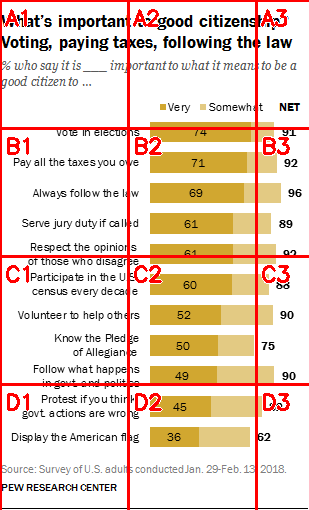 What's important to good citizenship?
Voting, paying taxes, following the law
% who say it is ___ important to what it means to be a
good citizen to ...
Very Somewhat NET
Vote in elections 74 91
Pay all the taxes you owe 71 92
Always follow the law 69 96
Serve jury duty if called 61 89
Respect the opinions
of those who disagree 61 92
Participate in the U.S.
census every decade 60 88
Volunteer to help others 52 90
Know the Pledge
of Allegiance 50 75
Follow what happens
in govt. and politics 49 90
Protest if you think
govt. actions are wrong 45
Display the American flag 36 62
Source: Survey of U.S. adults conducted Jan. 29-Feb. 13, 2018.
PEW RESEARCH CENTER
A1 A2 A3
B1 B2 B3
C1 C2 C3
D1 D2 D3